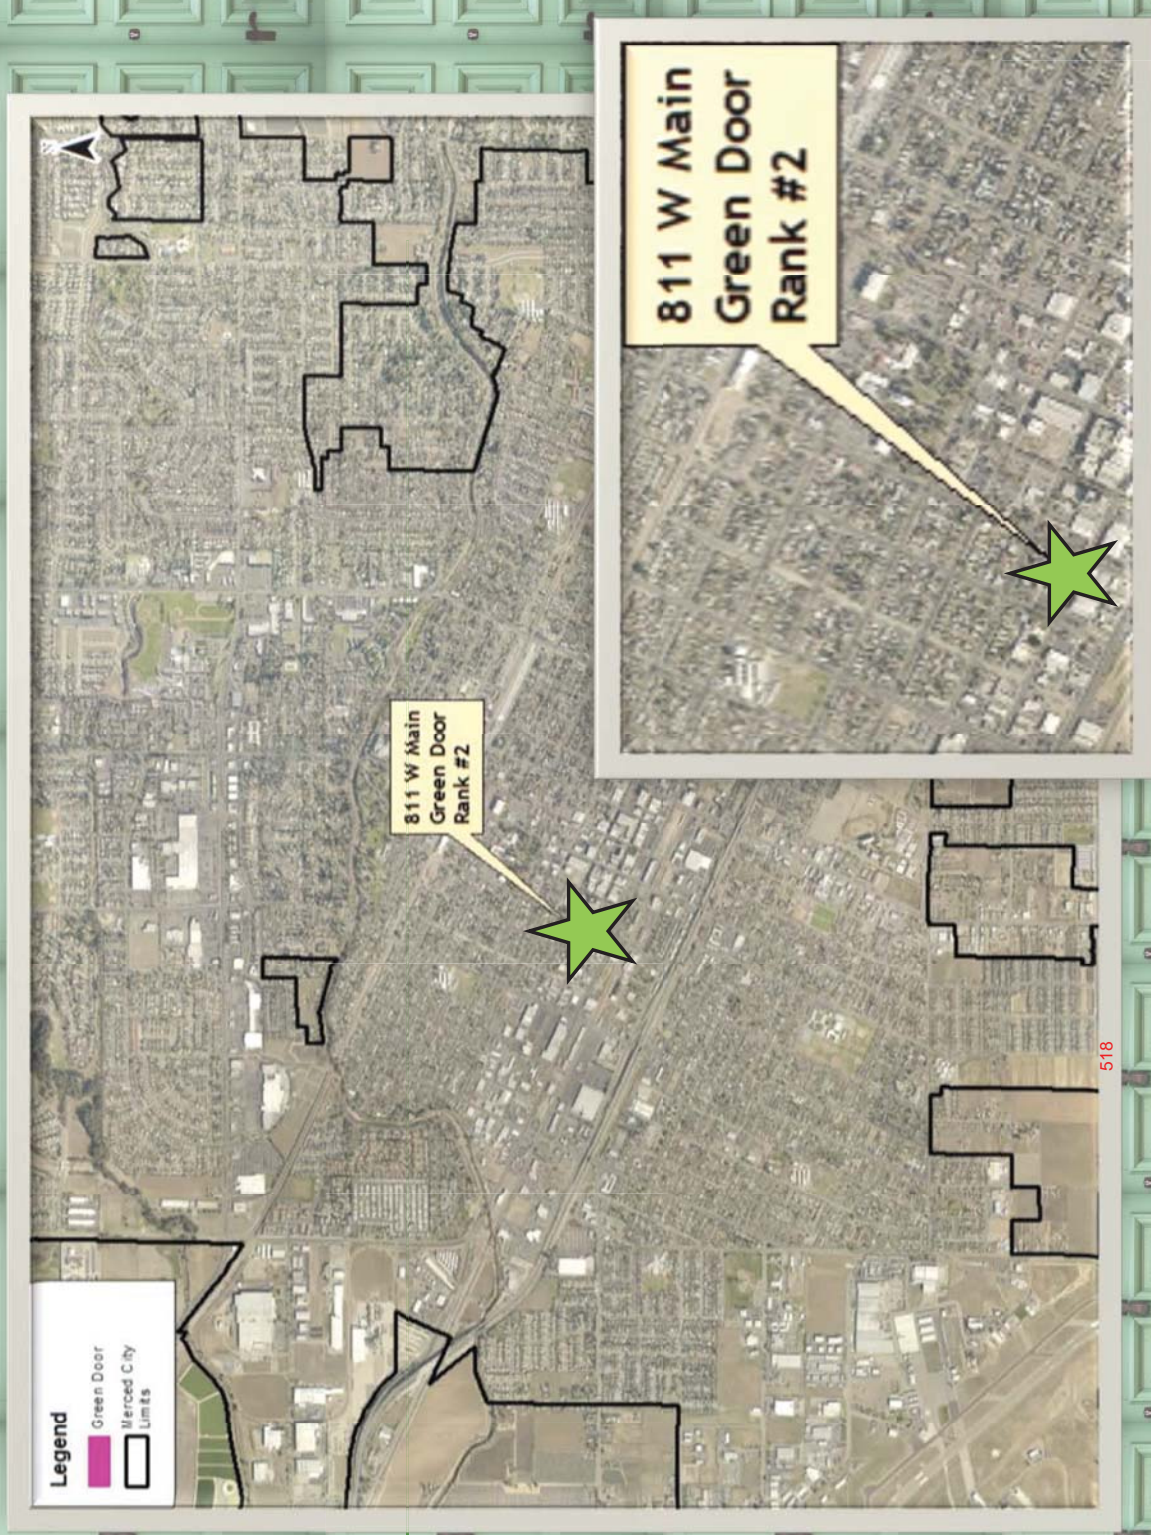 811 W Main
Green Door
Rank #2
811 W Main
Green Door
Rank #2
Legend
Green Door
Merced City
Limits
518